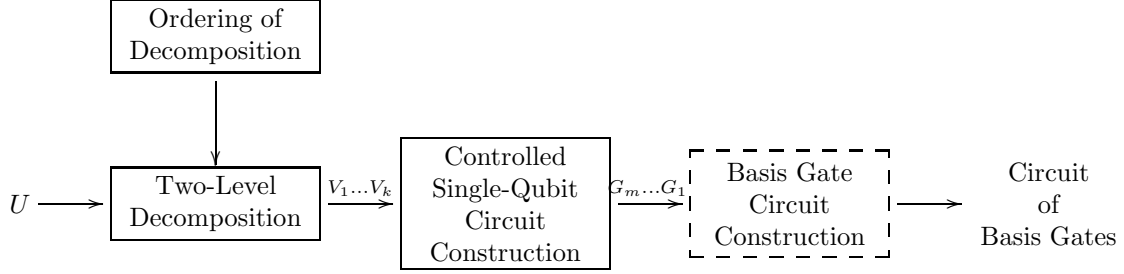 Ordering of
Decomposition
U
Two-Level
Decomposition
V₁...Vₖ
Controlled
Single-Qubit
Circuit
Construction
Gₘ...G₁
Basis Gate
Circuit
Construction
Circuit
of
Basis Gates